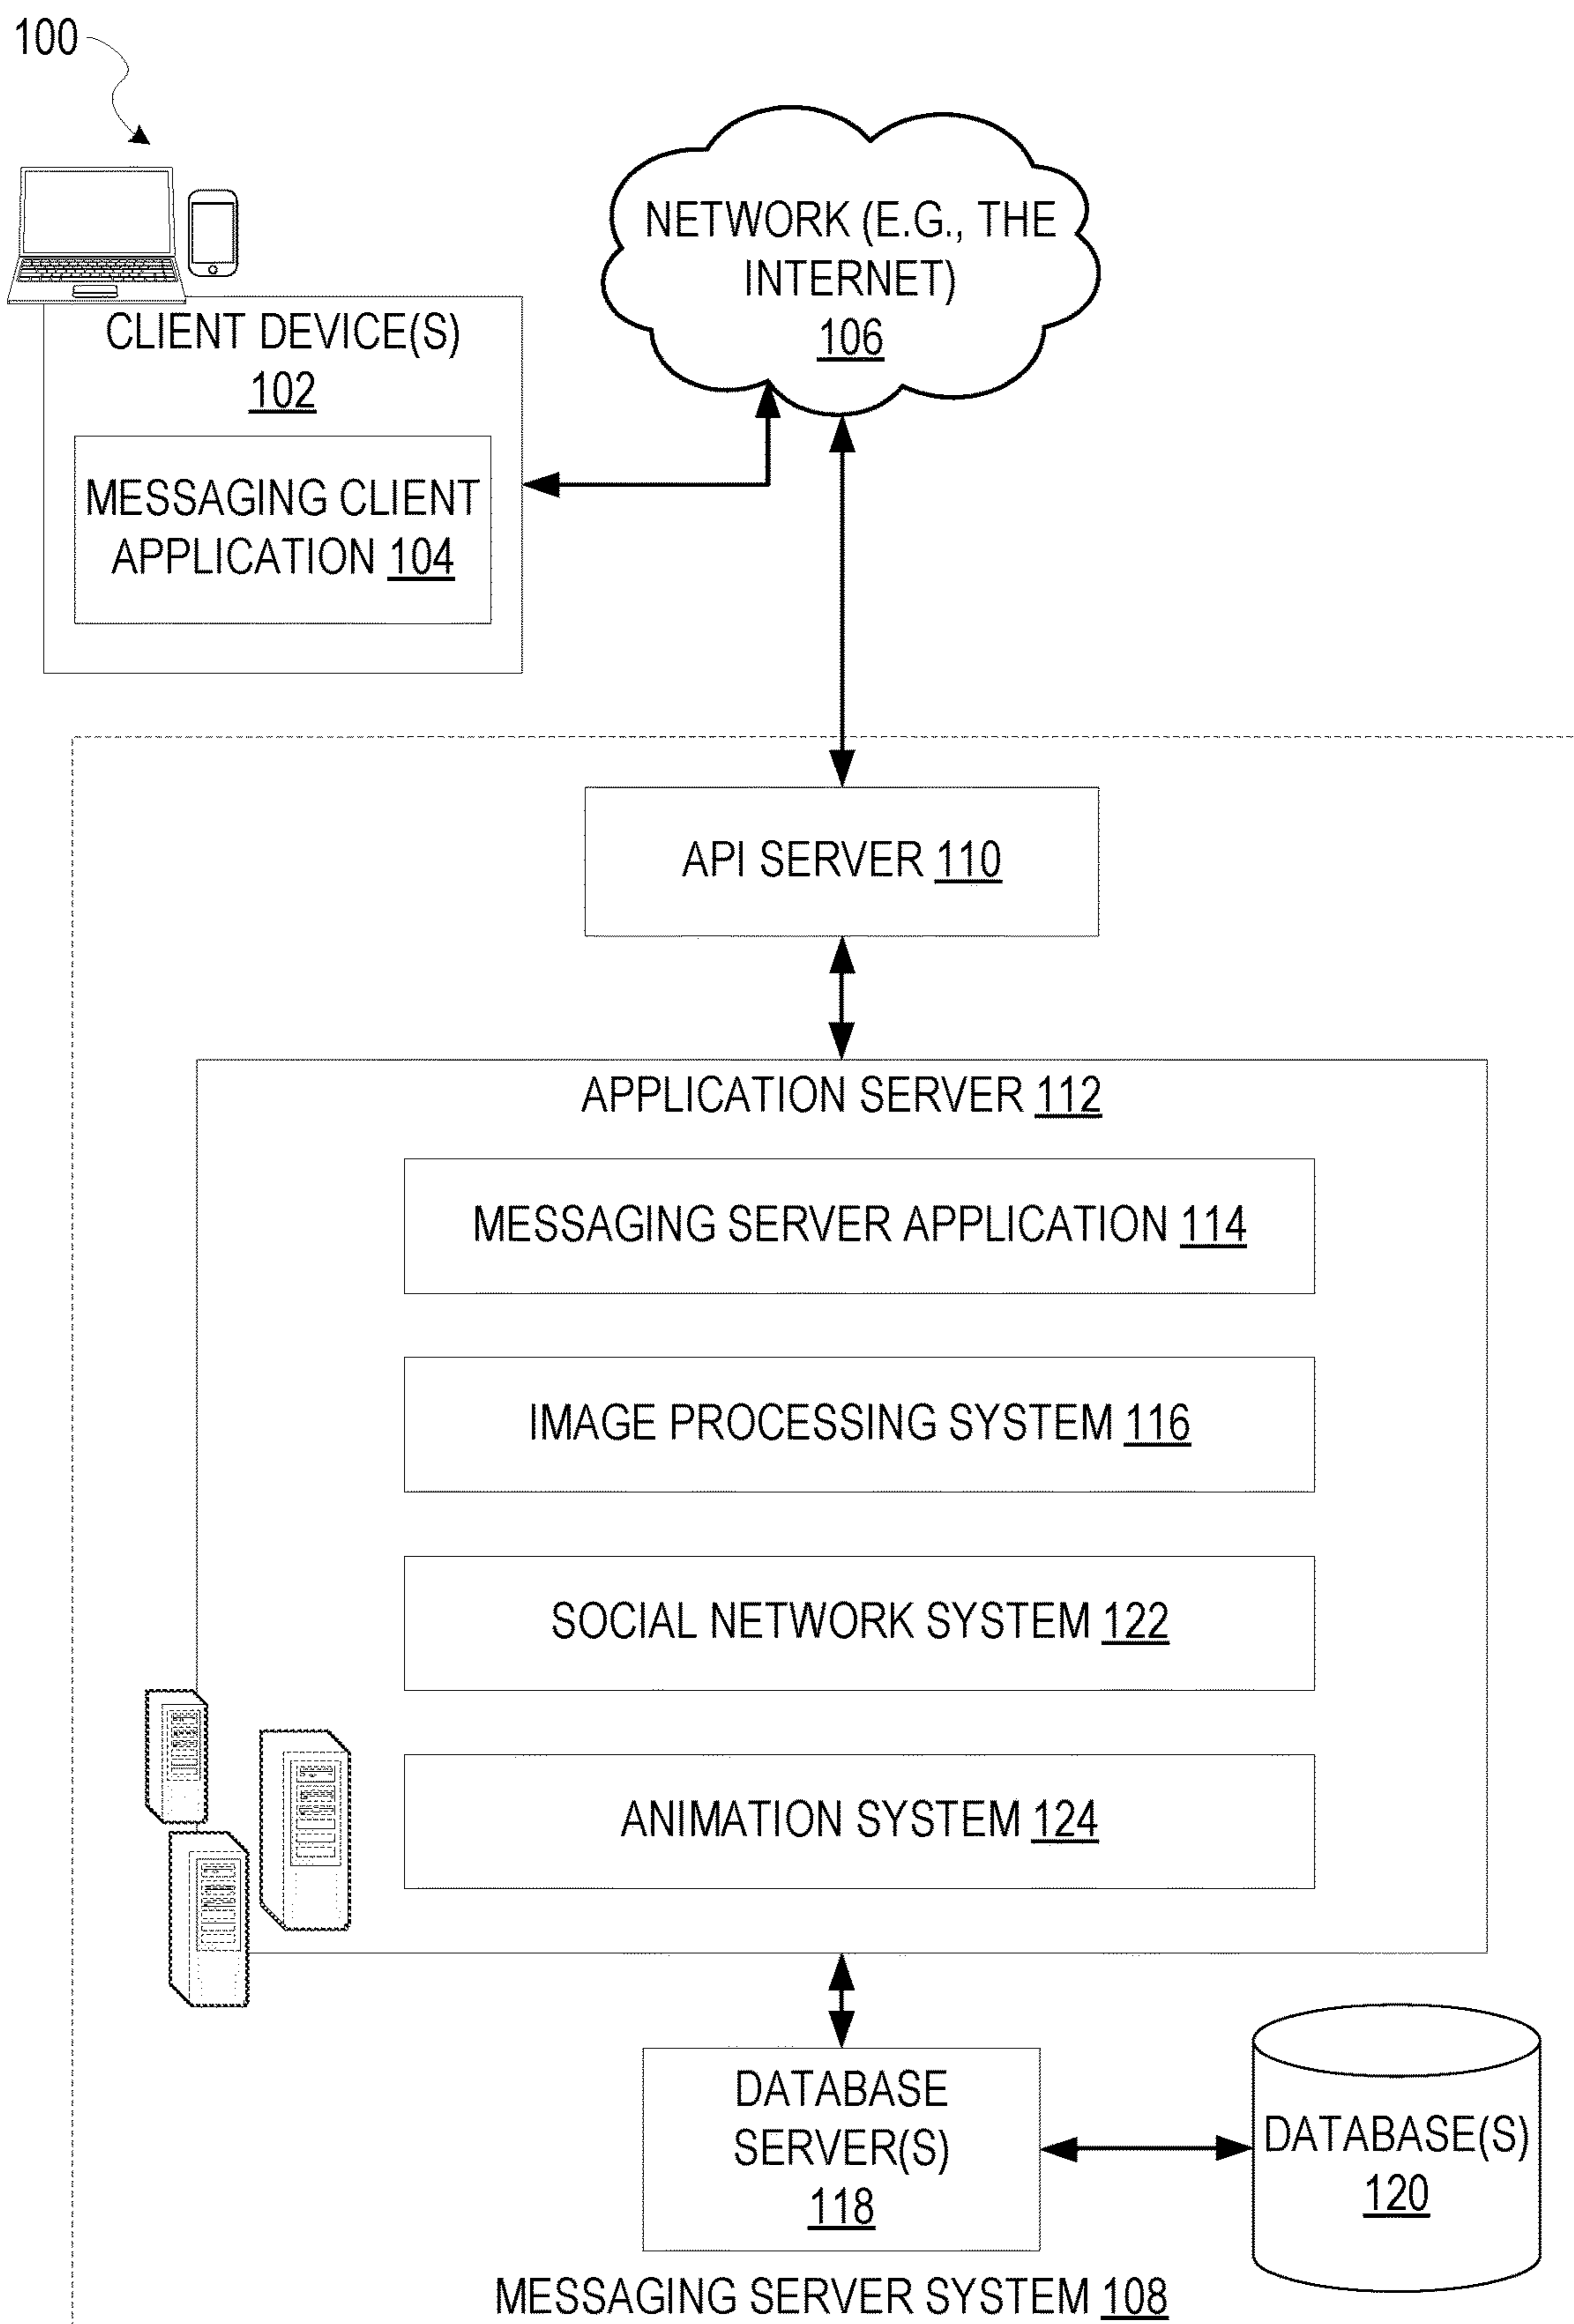 100
NETWORK (E.G., THE
INTERNET)
106
CLIENT DEVICE(S)
102
MESSAGING CLIENT
APPLICATION 104
API SERVER 110
APPLICATION SERVER 112
MESSAGING SERVER APPLICATION 114
IMAGE PROCESSING SYSTEM 116
SOCIAL NETWORK SYSTEM 122
ANIMATION SYSTEM 124
DATABASE
SERVER(S)
118
DATABASE(S)
120
MESSAGING SERVER SYSTEM 108